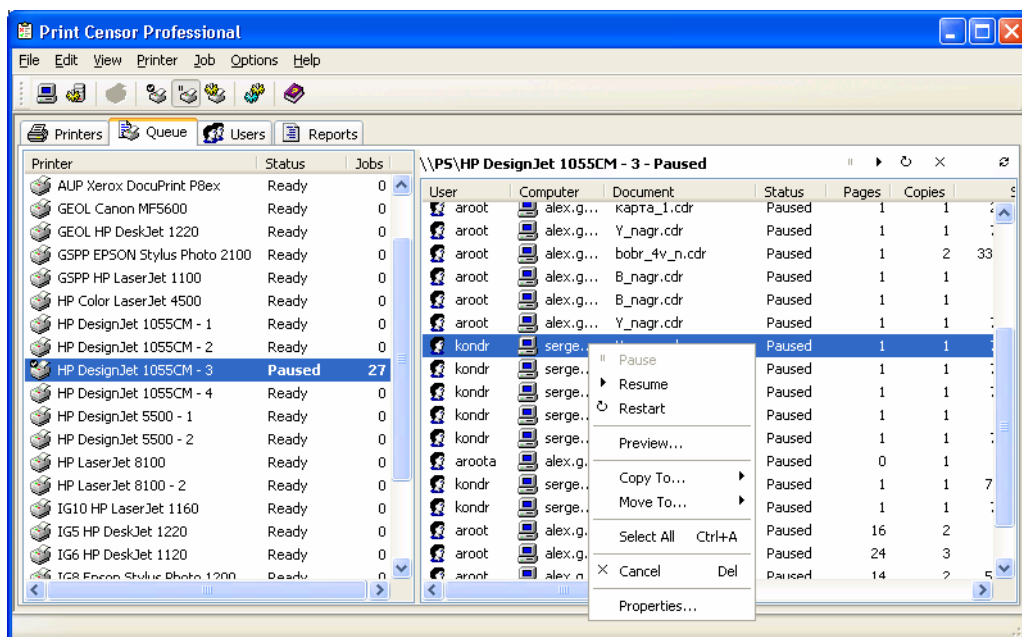 Print Censor Professional
File Edit View Printer Job Options Help
Printers Queue Users Reports
Printer Status Jobs
AUP Xerox DocuPrint P8ex Ready 0
GEOL Canon MF5600 Ready 0
GEOL HP DeskJet 1220 Ready 0
GSPP EPSON Stylus Photo 2100 Ready 0
GSPP HP LaserJet 1100 Ready 0
HP Color LaserJet 4500 Ready 0
HP DesignJet 1055CM - 1 Ready 0
HP DesignJet 1055CM - 2 Ready 0
HP DesignJet 1055CM - 3 Paused 27
HP DesignJet 1055CM - 4 Ready 0
HP DesignJet 5500 - 1 Ready 0
HP DesignJet 5500 - 2 Ready 0
HP LaserJet 8100 Ready 0
HP LaserJet 8100 - 2 Ready 0
IG10 HP LaserJet 1160 Ready 0
IG5 HP DeskJet 1220 Ready 0
IG6 HP DeskJet 1120 Ready 0
IG8 Epson Stylus Photo 1200 Ready 0
\\PS\HP DesignJet 1055CM - 3 - Paused
User Computer Document Status Pages Copies
aroot alex.g... карта_1.cdr Paused 1 1
aroot alex.g... Y_nagr.cdr Paused 1 1
aroot alex.g... bobr_4v_n.cdr Paused 1 2 33
aroot alex.g... B_nagr.cdr Paused 1 1
aroot alex.g... B_nagr.cdr Paused 1 1
aroot alex.g... Y_nagr.cdr Paused 1 1
kondr serge.. Paused 1 1
kondr serge.. Paused 1 1
kondr serge.. Paused 1 1
kondr serge.. Paused 1 1
kondr serge.. Paused 1 1
aroota alex.g. Paused 0 1
kondr serge.. Paused 1 1 7
kondr serge.. Paused 1 1
aroot alex.g. Paused 16 2
aroot alex.g. Paused 24 3
aroot alex.g Paused 14 2 5
Pause
Resume
Restart
Preview...
Copy To...
Move To...
Select All Ctrl+A
Cancel Del
Properties...